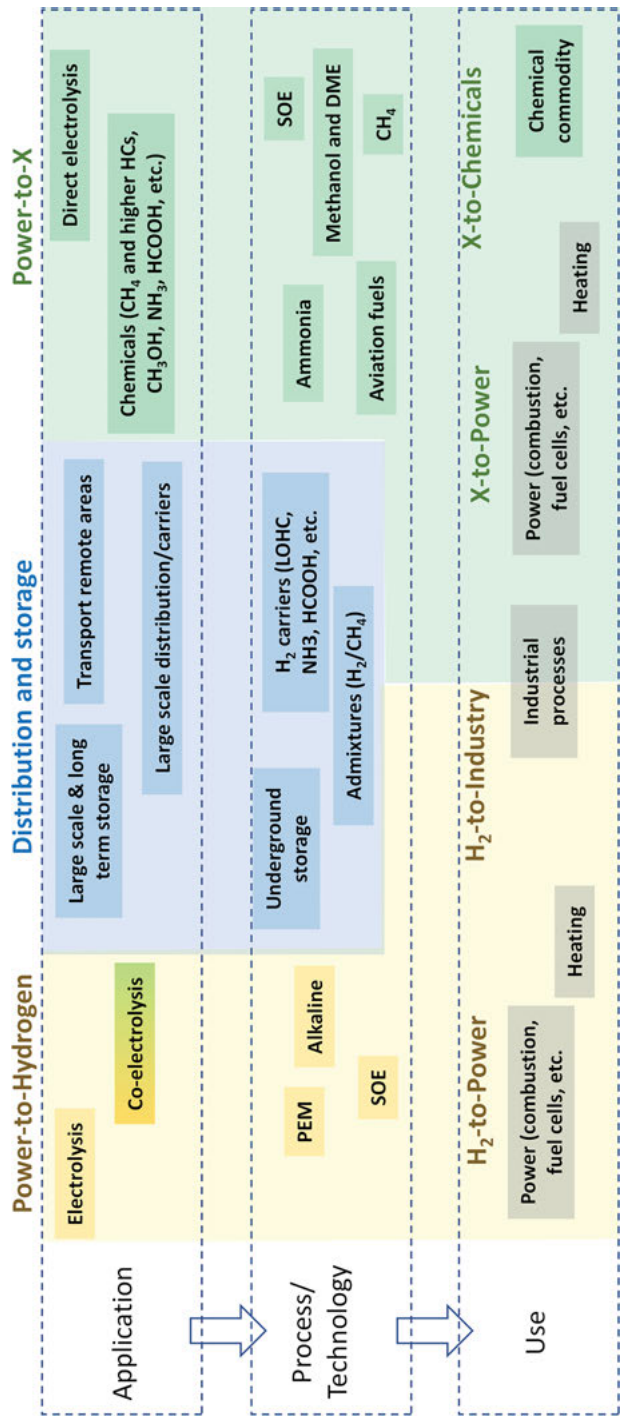 Power-to-Hydrogen
Distribution and storage
Power-to-X
Application
Electrolysis
Co-electrolysis
Large scale & long
term storage
Transport remote areas
Large scale distribution/carriers
Direct electrolysis
Chemicals (CH₄ and higher HCs,
CH₃OH, NH₃, HCOOH, etc.)
Process/
Technology
PEM
Alkaline
SOE
Underground
storage
H₂ carriers (LOHC,
NH3, HCOOH, etc.
Admixtures (H₂/CH₄)
Ammonia
Aviation fuels
SOE
Methanol and DME
CH₄
Use
H₂-to-Power
H₂-to-Industry
X-to-Power
X-to-Chemicals
Power (combustion,
fuel cells, etc.
Heating
Industrial
processes
Power (combustion,
fuel cells, etc.
Heating
Chemical
commodity